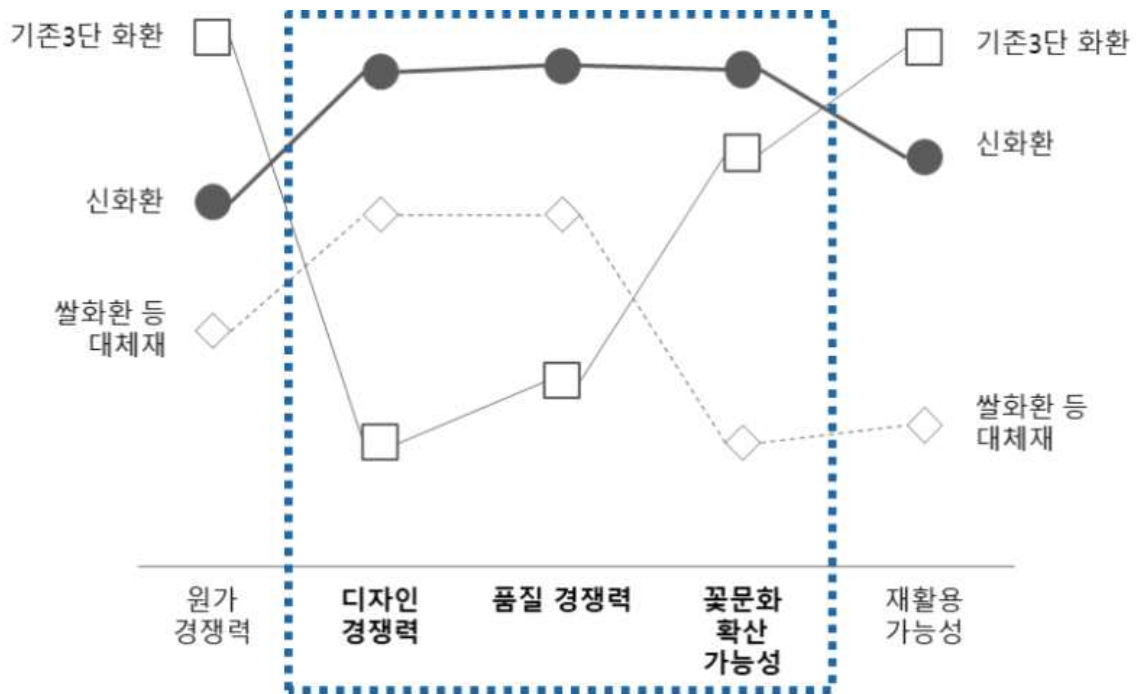 기존3단 화환
기존3단 화환
신화환
신화환
쌀화환 등
대체재
쌀화환 등
대체재
원가
경쟁력
디자인
경쟁력
품질 경쟁력
꽃문화
확산
가능성
재활용
가능성